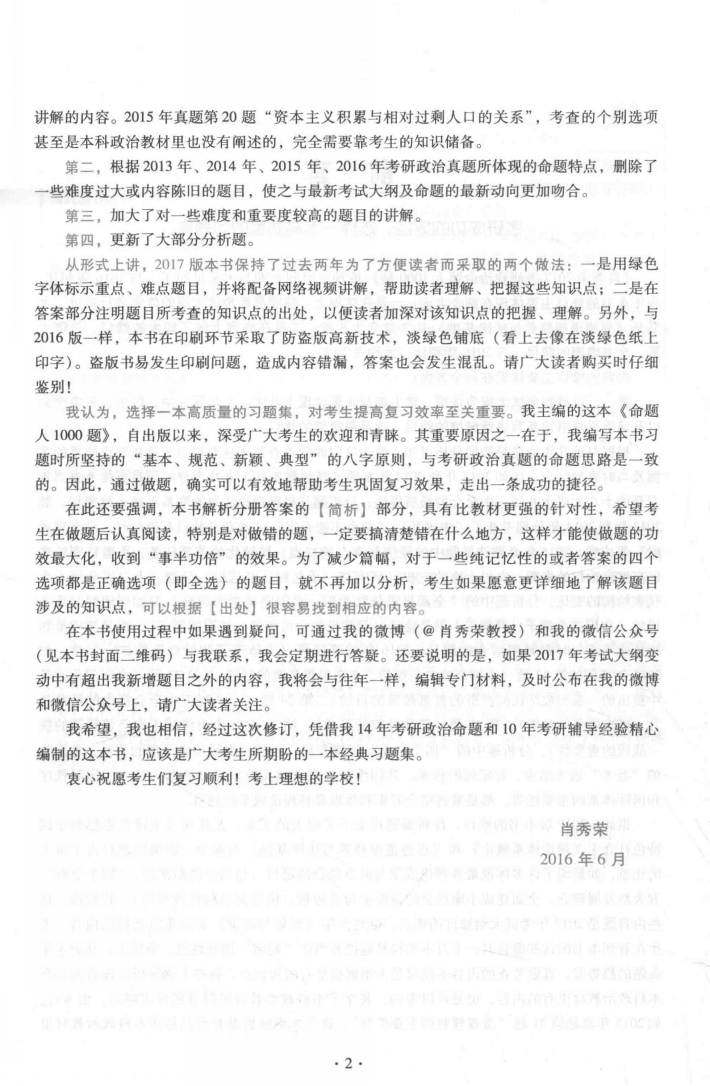 讲解的内容。2015 年真题第 20 题“资本主义积累与相对过剩人口的关系”，考查的个别选项
甚至是本科政治教材里也没有阐述的，完全需要靠考生的知识储备。
第二，根据 2013 年、2014 年、2015 年、2016 年考研政治真题所体现的命题特点，删除了
一些难度过大或内容陈旧的题目，使之与最新考试大纲及命题的最新动向更加吻合。
第三，加大了对一些难度和重要度较高的题目的讲解。
第四，更新了大部分分析题。
从形式上讲，2017 版本书保持了过去两年为了方便读者而采取的两个做法：一是用绿色
字体标示重点、难点题目，并将配备网络视频讲解，帮助读者理解、把握这些知识点；二是在
答案部分注明题目所考查的知识点的出处，以便读者加深对该知识点的把握、理解。另外，与
2016 版一样，本书在印刷环节采取了防盗版高新技术，淡绿色铺底（看上去像在淡绿色纸上
印字）。盗版书易发生印刷问题，造成内容错漏，答案也会发生混乱。请广大读者购买时仔细
鉴别！
我认为，选择一本高质量的习题集，对考生提高复习效率至关重要。我主编的这本《命题
人 1000 题》，自出版以来，深受广大考生的欢迎和青睐。其重要原因之一在于，我编写本书习
题时所坚持的“基本、规范、新颖、典型”的八字原则，与考研政治真题的命题思路是一致
的。因此，通过做题，确实可以有效地帮助考生巩固复习效果，走出一条成功的捷径。
在此还要强调，本书解析分册答案的【简析】部分，具有比教材更强的针对性，希望考
生在做题后认真阅读，特别是对做错的题，一定要搞清楚错在什么地方，这样才能使做题的功
效最大化，收到“事半功倍”的效果。为了减少篇幅，对于一些纯记忆性的或者答案的四个
选项都是正确选项（即全选）的题目，就不再加以分析，考生如果愿意更详细地了解该题目
涉及的知识点，可以根据【出处】很容易找到相应的内容。
在本书使用过程中如果遇到疑问，可通过我的微博（@肖秀荣教授）和我的微信公众号
（见本书封面二维码）与我联系，我会定期进行答疑。还要说明的是，如果 2017 年考试大纲变
动中有超出我新增题目之外的内容，我将会与往年一样，编辑专门材料，及时公布在我的微博
和微信公众号上，请广大读者关注。
我希望，我也相信，经过这次修订，凭借我 14 年考研政治命题和 10 年考研辅导经验精心
编制的这本书，应该是广大考生所期盼的一本经典习题集。
衷心祝愿考生们复习顺利！考上理想的学校！
肖秀荣
2016 年 6 月
· 2 ·